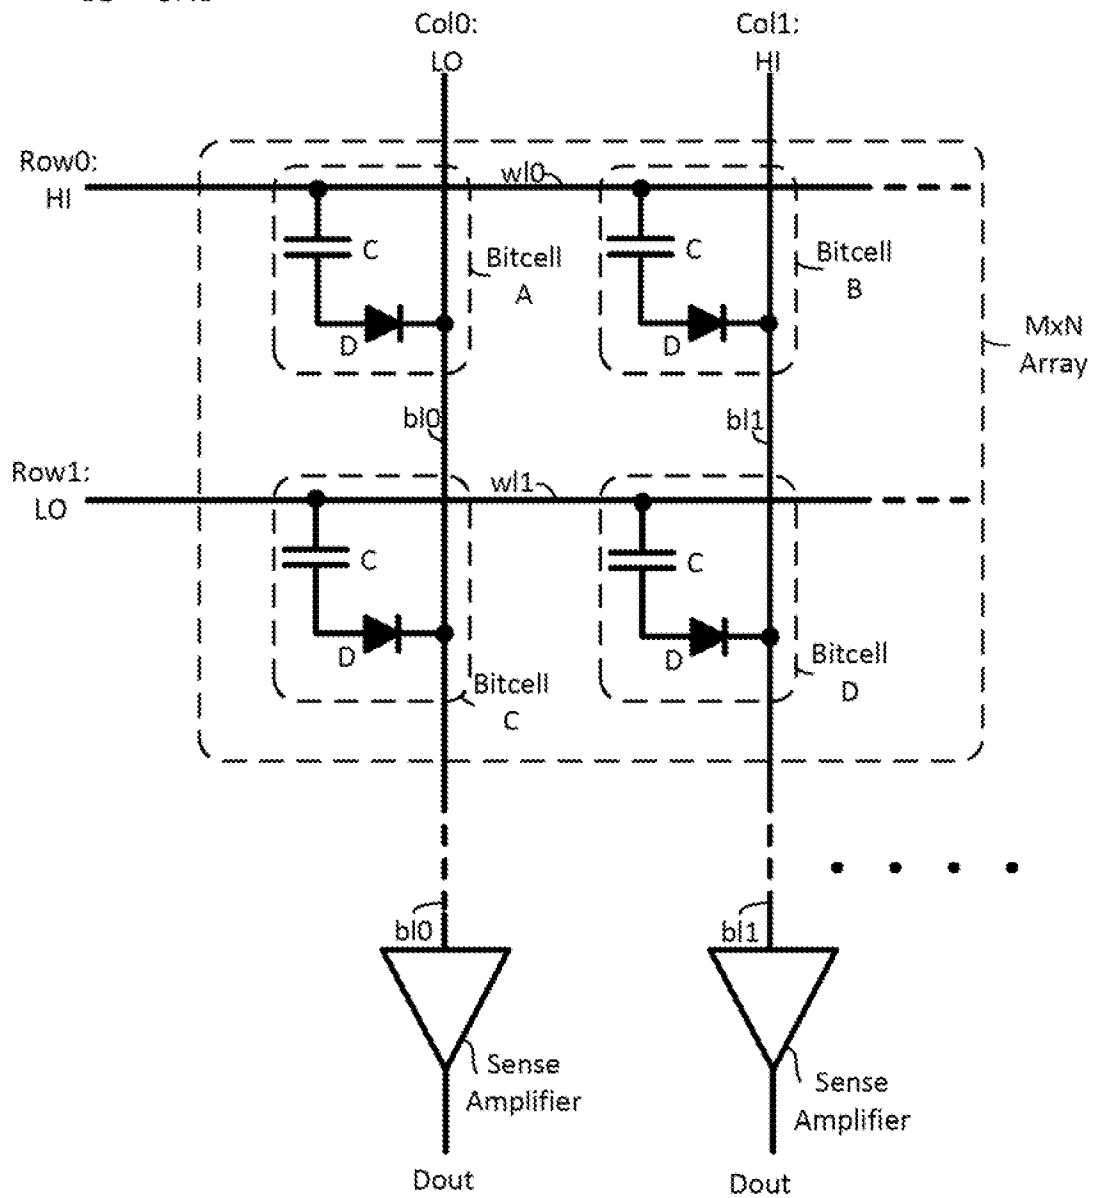 Col0:
LO
Col1:
HI
Row0:
HI
wl0
C
Bitcell
A
C
Bitcell
B
D
D
MxN
Array
bl0
bl1
Row1:
LO
wl1
C
C
D
D
Bitcell
C
Bitcell
D
bl0
bl1
Sense
Amplifier
Sense
Amplifier
Dout
Dout